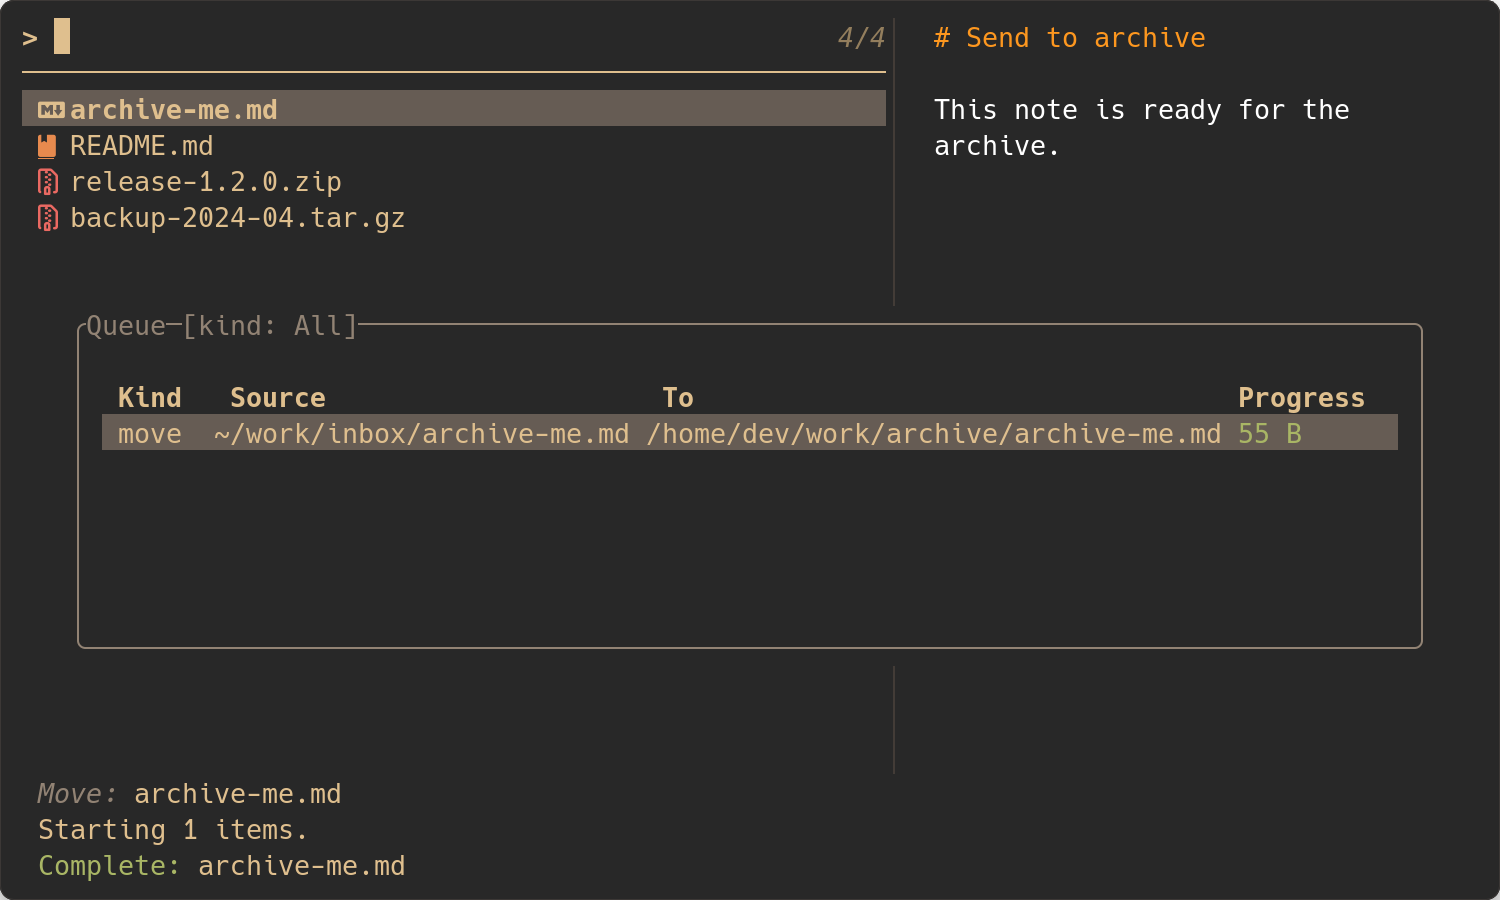 > 4/4
archive-me.md
README.md
release-1.2.0.zip
backup-2024-04.tar.gz
# Send to archive
This note is ready for the
archive.
Queue [kind: All]
Kind Source To Progress
move ~/work/inbox/archive-me.md /home/dev/work/archive/archive-me.md 55 B
Move: archive-me.md
Starting 1 items.
Complete: archive-me.md